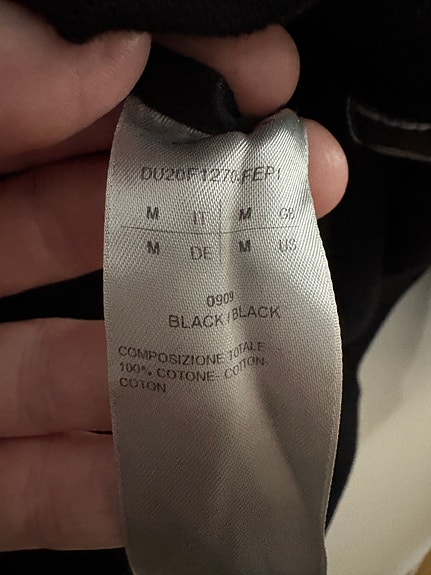 DU20F1270.FEP1
M IT M GB
M DE M US
0909
BLACK/BLACK
COMPOSIZIONE TOTALE
100%. COTONE- COTTON-
COTON